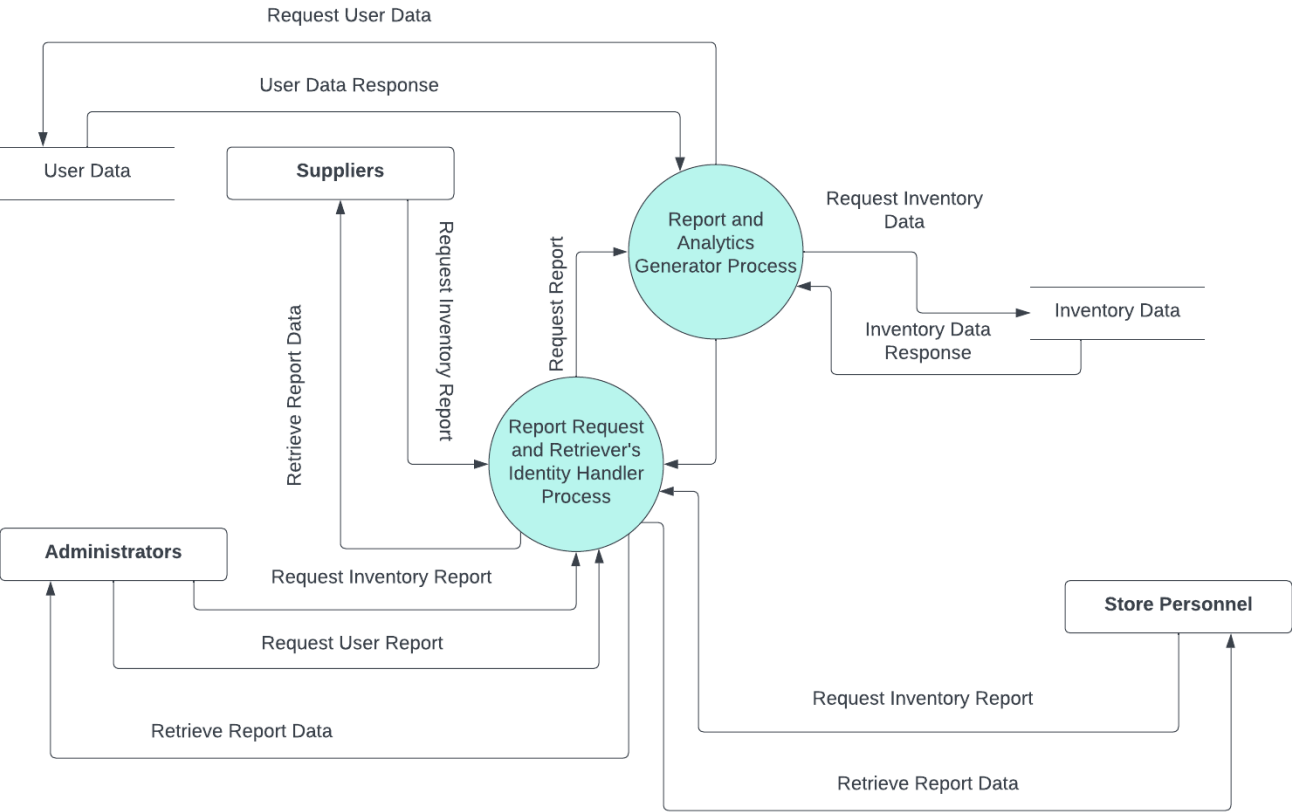 Request User Data
User Data Response
User Data
Suppliers
Request Inventory
Data
Report and
Analytics
Generator Process
Request Report
Request Inventory Report
Retrieve Report Data
Inventory Data
Inventory Data
Response
Report Request
and Retriever's
Identity Handler
Process
Administrators
Request Inventory Report
Store Personnel
Request User Report
Request Inventory Report
Retrieve Report Data
Retrieve Report Data